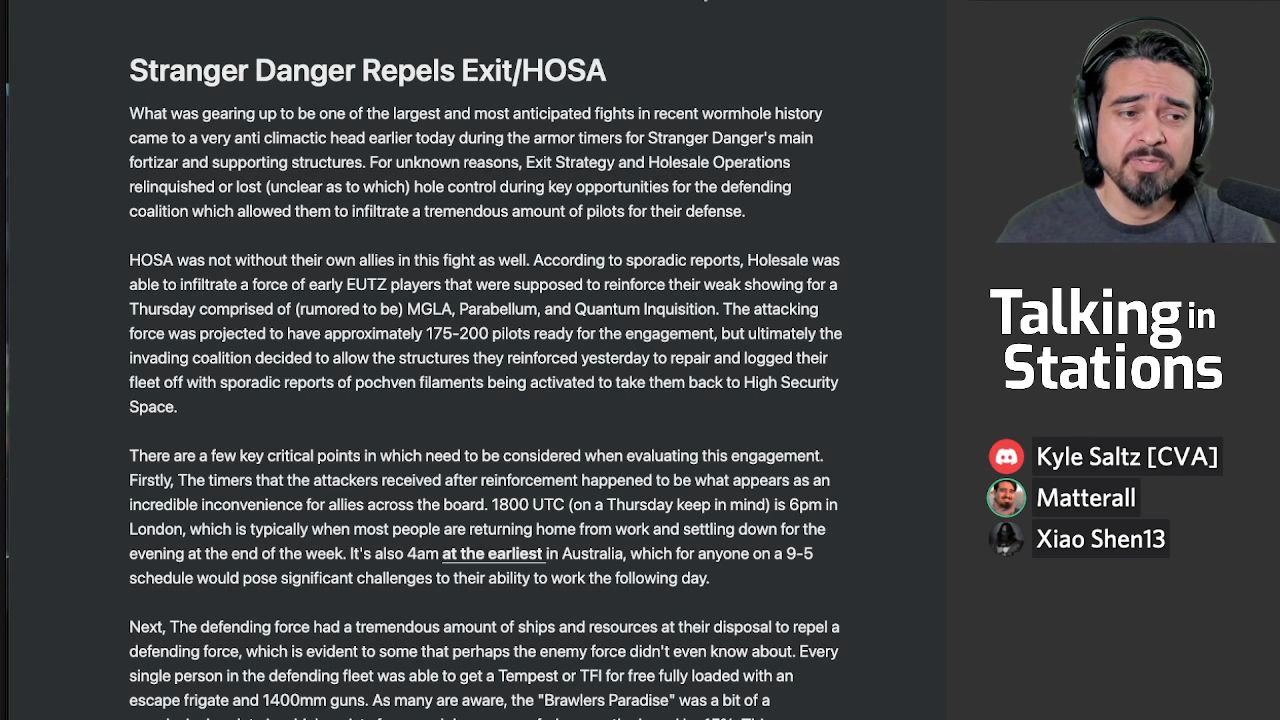 Stranger Danger Repels Exit/HOSA
What was gearing up to be one of the largest and most anticipated fights in recent wormhole history
came to a very anti climactic head earlier today during the armor timers for Stranger Danger's main
fortizar and supporting structures. For unknown reasons, Exit Strategy and Holesale Operations
relinquished or lost (unclear as to which) hole control during key opportunities for the defending
coalition which allowed them to infiltrate a tremendous amount of pilots for their defense.
HOSA was not without their own allies in this fight as well. According to sporadic reports, Holesale was
able to infiltrate a force of early EUTZ players that were supposed to reinforce their weak showing for a
Thursday comprised of (rumored to be) MGLA, Parabellum, and Quantum Inquisition. The attacking
force was projected to have approximately 175-200 pilots ready for the engagement, but ultimately the
invading coalition decided to allow the structures they reinforced yesterday to repair and logged their
fleet off with sporadic reports of pochven filaments being activated to take them back to High Security
Space.
There are a few key critical points in which need to be considered when evaluating this engagement.
Firstly, The timers that the attackers received after reinforcement happened to be what appears as an
incredible inconvenience for allies across the board. 1800 UTC (on a Thursday keep in mind) is 6pm in
London, which is typically when most people are returning home from work and settling down for the
evening at the end of the week. It's also 4am at the earliest in Australia, which for anyone on a 9-5
schedule would pose significant challenges to their ability to work the following day.
Next, The defending force had a tremendous amount of ships and resources at their disposal to repel a
defending force, which is evident to some that perhaps the enemy force didn't even know about. Every
single person in the defending fleet was able to get a Tempest or TFI for free fully loaded with an
escape frigate and 1400mm guns. As many are aware, the "Brawlers Paradise" was a bit of a
Talking in
Stations
Kyle Saltz [CVA]
Matterall
Xiao Shen13